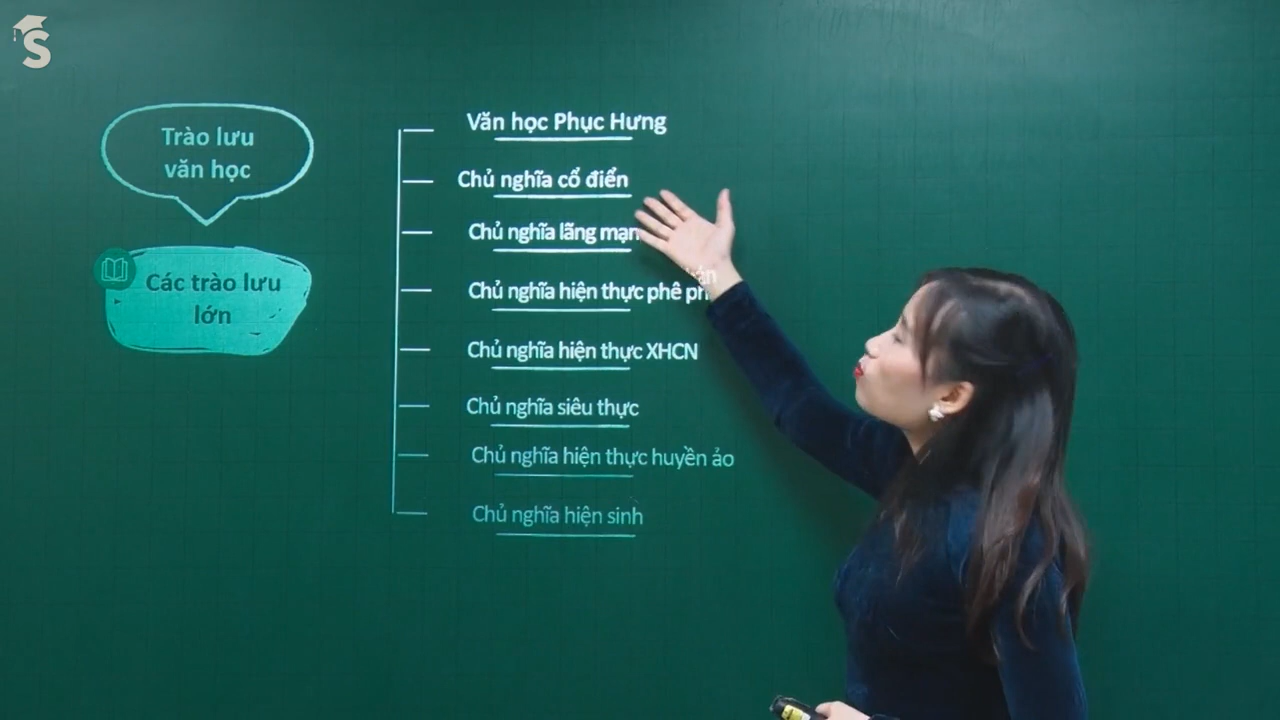 S
Trào lưu
văn học
Các trào lưu
lớn
Văn học Phục Hưng
Chủ nghĩa cổ điển
Chủ nghĩa lãng mạn
Chủ nghĩa hiện thực phê phán
Chủ nghĩa hiện thực XHCN
Chủ nghĩa siêu thực
Chủ nghĩa hiện thực huyền ảo
Chủ nghĩa hiện sinh